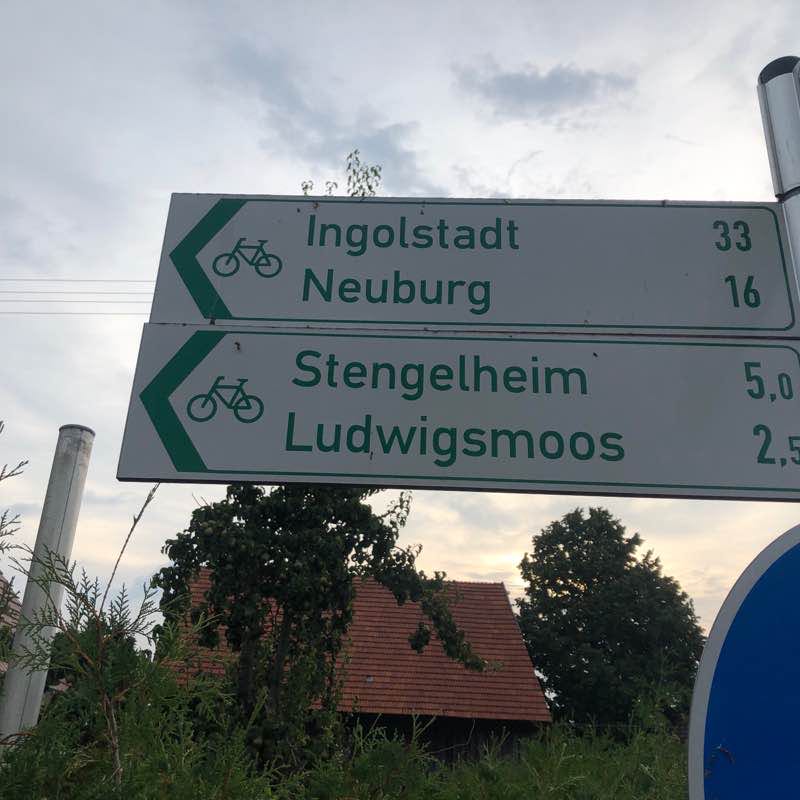 Ingolstadt 33
Neuburg 16
Stengelheim 5,0
Ludwigsmoos 2,5